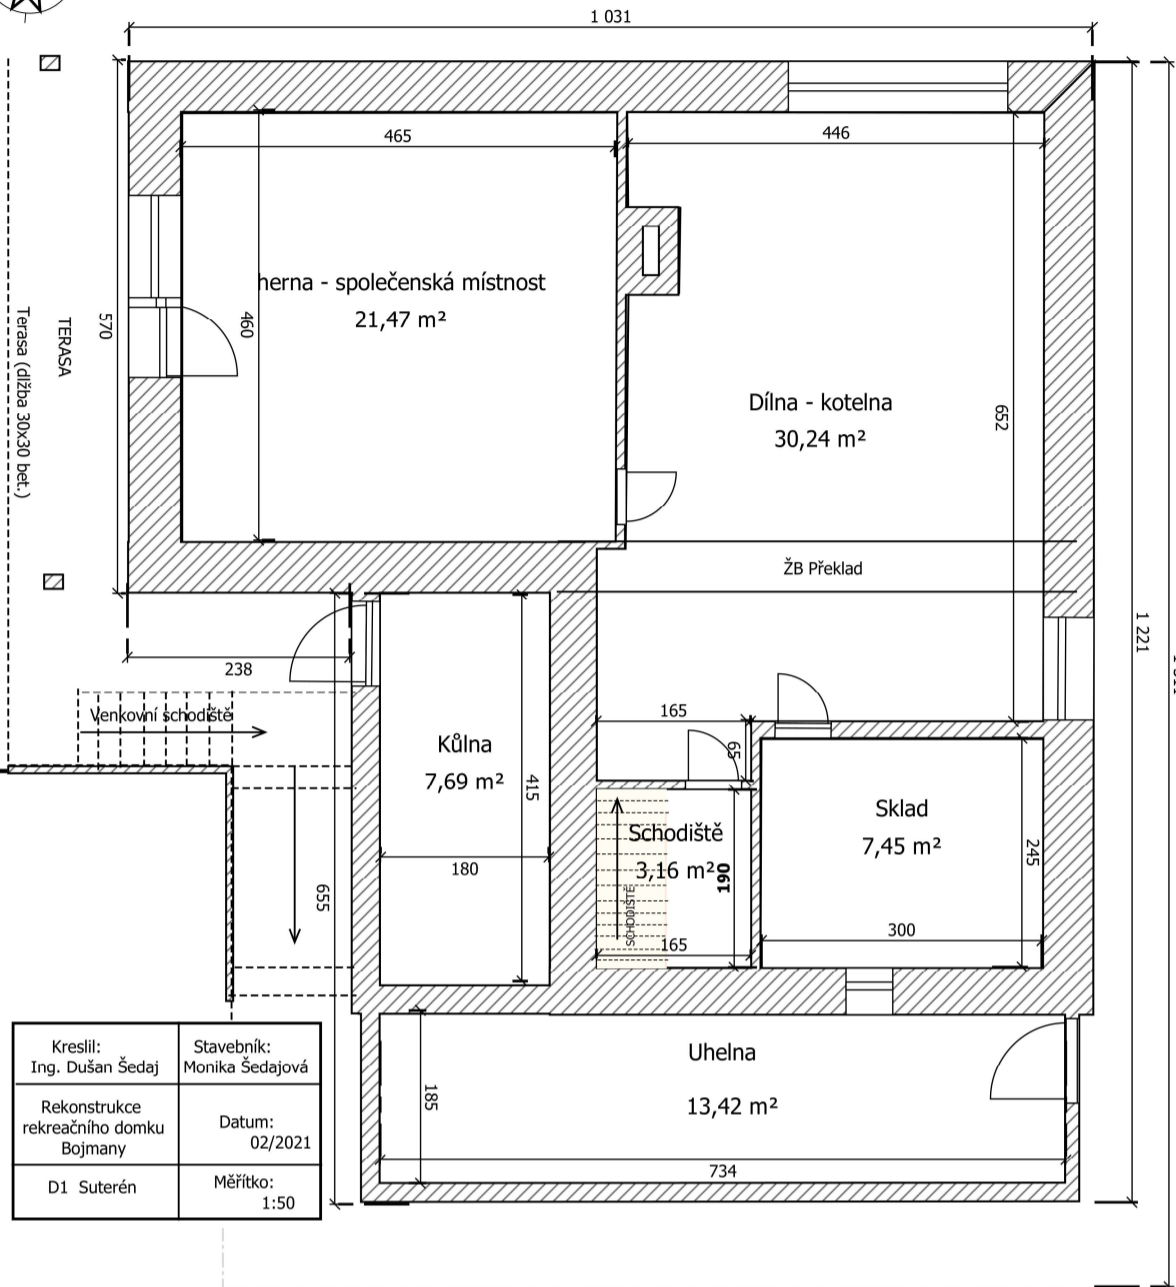 1 031
465
446
herna - společenská místnost
21,47 m²
570
460
TERASA
Terasa (dlžba 30x30 bet.)
Dílna - kotelna
30,24 m²
652
ŽB Překlad
1 221
238
Venkovní schodiště
165
65
Kůlna
7,69 m²
415
180
655
Schodiště
3,16 m²
190
SCHODIŠTĚ
165
Sklad
7,45 m²
245
300
Uhelna
13,42 m²
185
734
Kreslil:
Ing. Dušan Šedaj
Stavebník:
Monika Šedajová
Rekonstrukce
rekreačního domku
Bojmany
Datum:
02/2021
D1 Suterén
Měřítko:
1:50